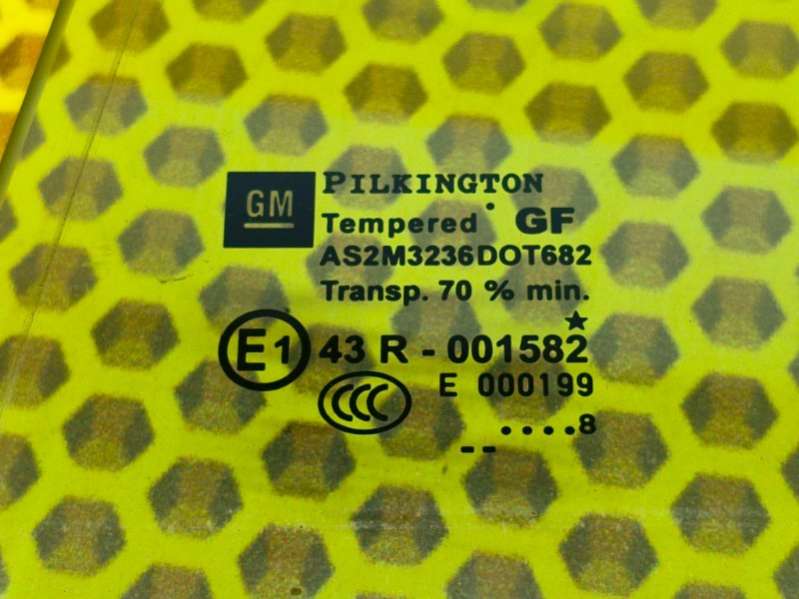 GM
PILKINGTON
Tempered GF
AS2M3236DOT682
Transp. 70 % min.
E1 43 R - 001582
CCC E 000199
....8
--